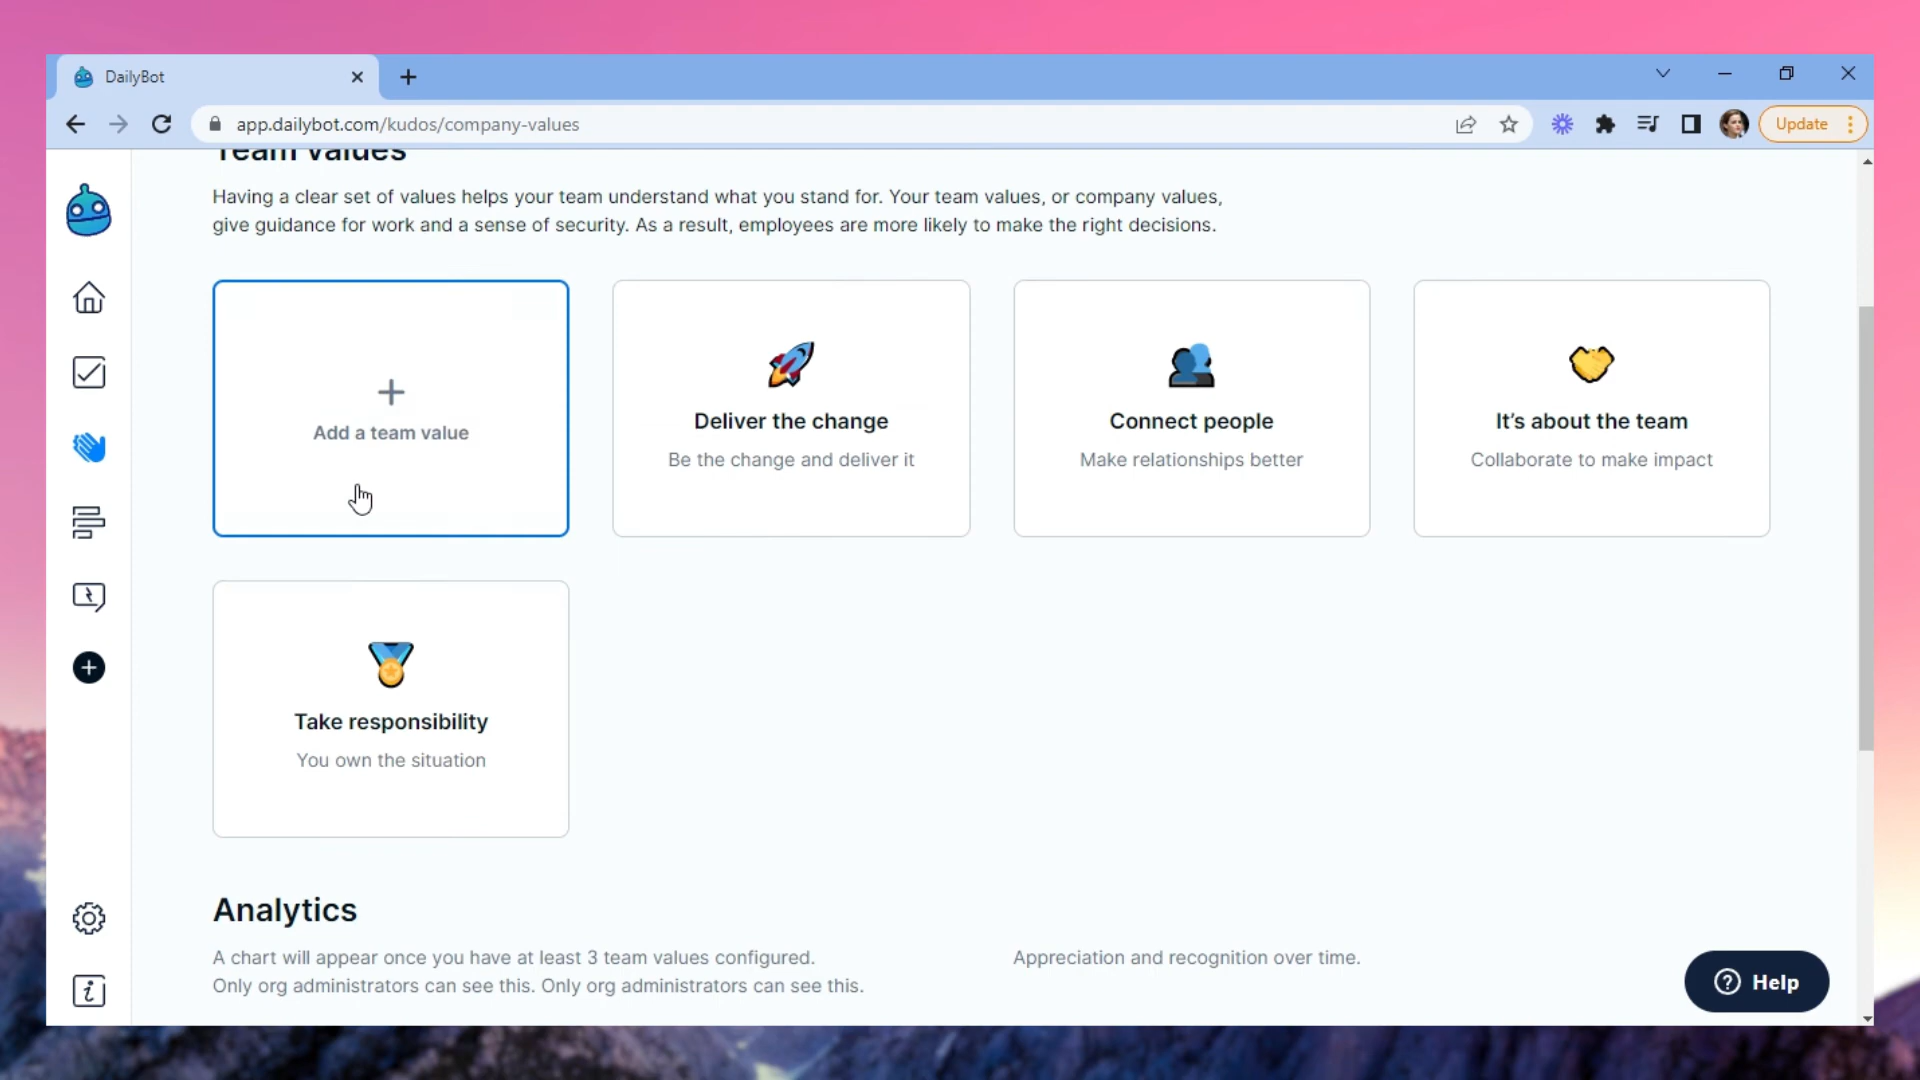 DailyBot
app.dailybot.com/kudos/company-values
Update
Team values
Having a clear set of values helps your team understand what you stand for. Your team values, or company values,
give guidance for work and a sense of security. As a result, employees are more likely to make the right decisions.
Add a team value
Deliver the change
Be the change and deliver it
Connect people
Make relationships better
It's about the team
Collaborate to make impact
Take responsibility
You own the situation
Analytics
A chart will appear once you have at least 3 team values configured.
Only org administrators can see this. Only org administrators can see this.
Appreciation and recognition over time.
Help